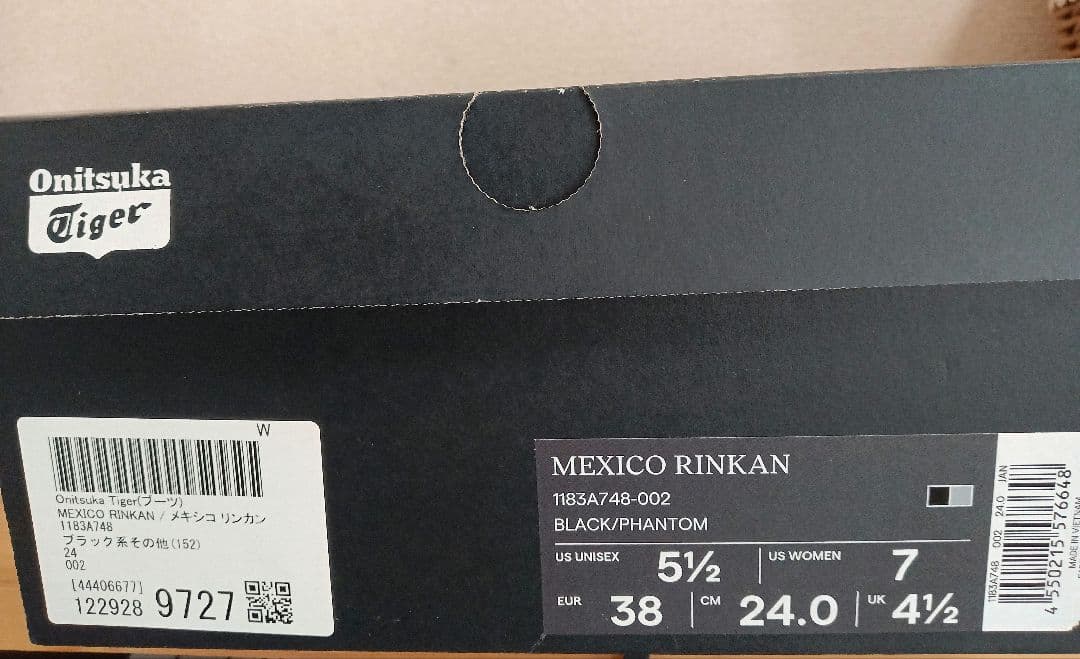 Onitsuka
Tiger
W
Onitsuka Tiger(ブーツ)
MEXICO RINKAN / メキシコ リンカン
1183A748
ブラック系その他(152)
24
002
[44406677]
122928 9727
MEXICO RINKAN
1183A748-002
BLACK/PHANTOM
US UNISEX 5½ US WOMEN 7
EUR 38 CM 24.0 UK 4½
1183A748 002 24.0 JAN
4 550215 576648
MADE IN VIETNAM